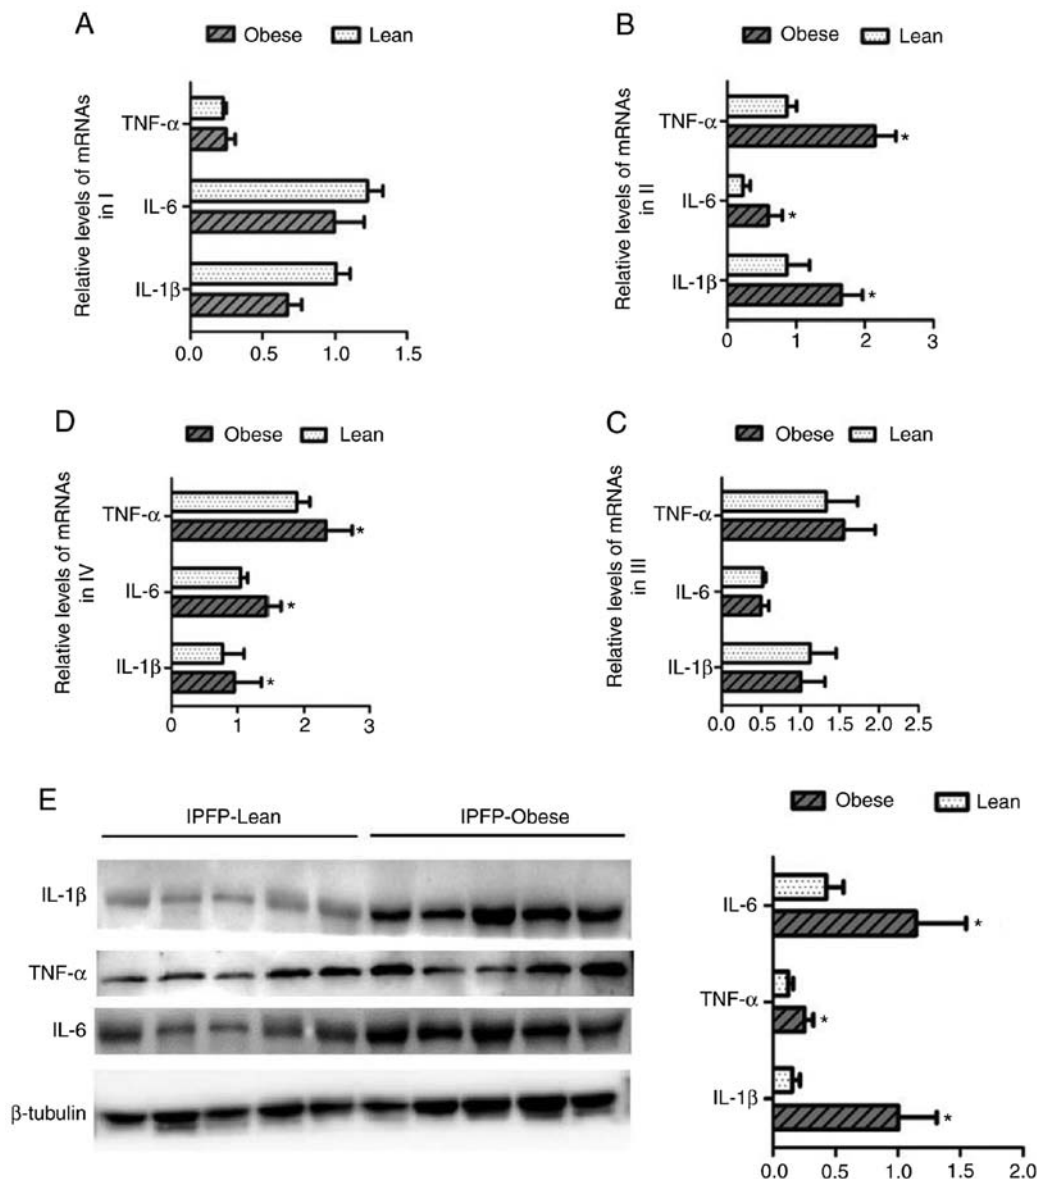 A
Obese Lean
Relative levels of mRNAs
in I
TNF-α
IL-6
IL-1β
0.0 0.5 1.0 1.5
B
Obese Lean
Relative levels of mRNAs
in II
TNF-α
*
IL-6
*
IL-1β
*
0 1 2 3
D
Obese Lean
Relative levels of mRNAs
in IV
TNF-α
*
IL-6
*
IL-1β
*
0 1 2 3
C
Obese Lean
Relative levels of mRNAs
in III
TNF-α
IL-6
IL-1β
0.0 0.5 1.0 1.5 2.0 2.5
E
IPFP-Lean IPFP-Obese
IL-1β
TNF-α
IL-6
β-tubulin
Obese Lean
IL-6
*
TNF-α
*
IL-1β
*
0.0 0.5 1.0 1.5 2.0